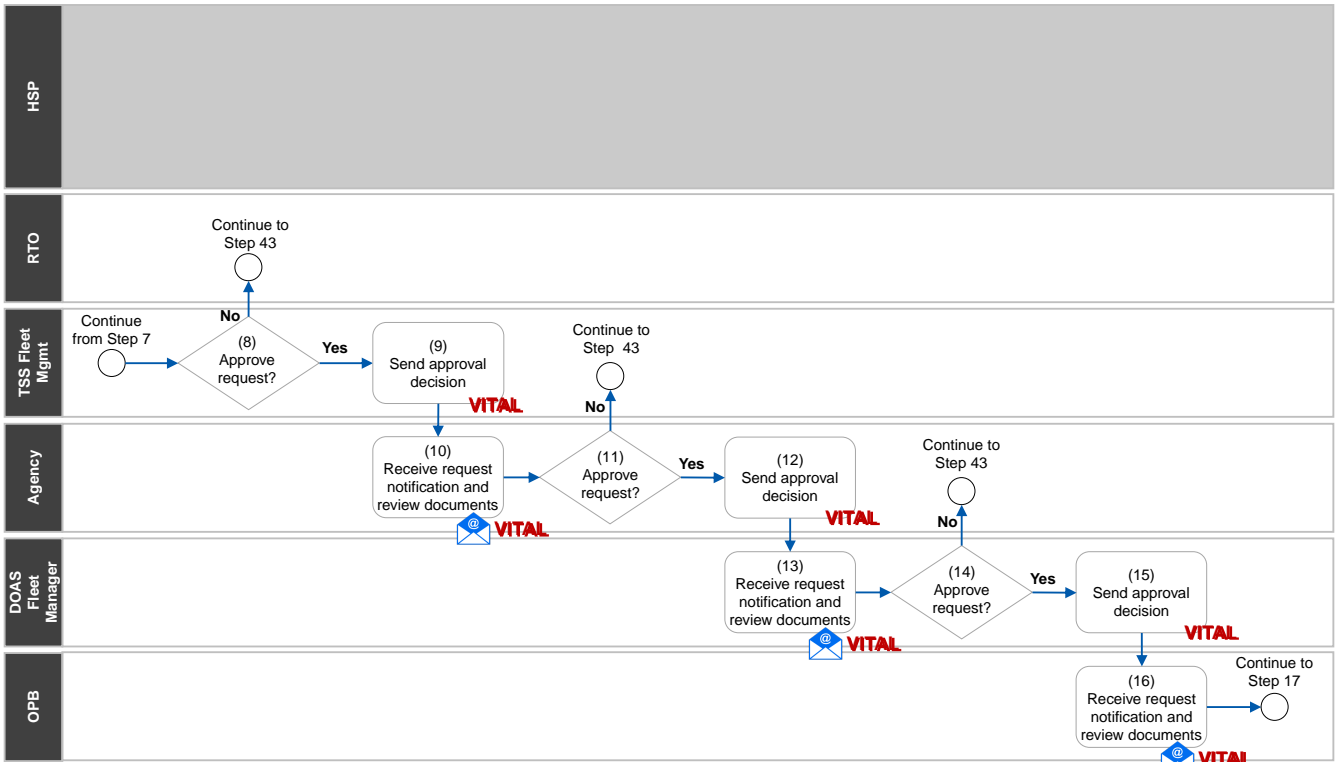 HSP
RTO
Continue to
Step 43
No
TSS Fleet
Mgmt
Continue
from Step 7
(8)
Approve
request?
Yes
(9)
Send approval
decision
VITAL
Continue to
Step 43
No
Agency
(10)
Receive request
notification and
review documents
@
VITAL
(11)
Approve
request?
Yes
(12)
Send approval
decision
VITAL
Continue to
Step 43
No
DOAS
Fleet
Manager
(13)
Receive request
notification and
review documents
@
VITAL
(14)
Approve
request?
Yes
(15)
Send approval
decision
VITAL
OPB
(16)
Receive request
notification and
review documents
@
VITAL
Continue to
Step 17